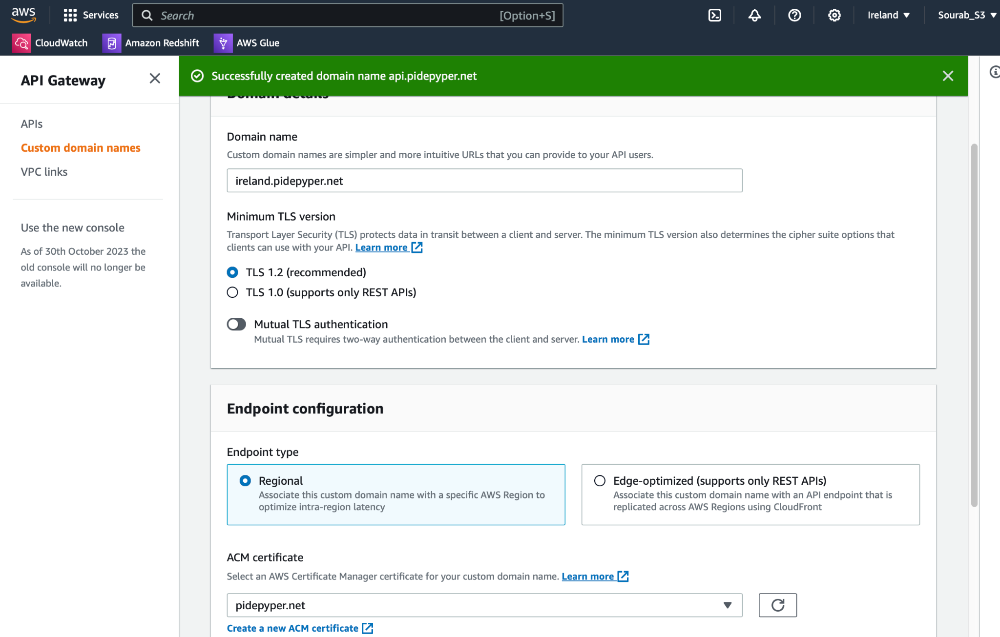 aws
Services
Search
[Option+S]
Ireland
Sourab_S3
CloudWatch
Amazon Redshift
AWS Glue
API Gateway
APIs
Custom domain names
VPC links
Use the new console
As of 30th October 2023 the
old console will no longer be
available.
Successfully created domain name api.pidepyper.net
Domain details
Domain name
Custom domain names are simpler and more intuitive URLs that you can provide to your API users.
ireland.pidepyper.net
Minimum TLS version
Transport Layer Security (TLS) protects data in transit between a client and server. The minimum TLS version also determines the cipher suite options that
clients can use with your API. Learn more
TLS 1.2 (recommended)
TLS 1.0 (supports only REST APIs)
Mutual TLS authentication
Mutual TLS requires two-way authentication between the client and server. Learn more
Endpoint configuration
Endpoint type
Regional
Associate this custom domain name with a specific AWS Region to
optimize intra-region latency
Edge-optimized (supports only REST APIs)
Associate this custom domain name with an API endpoint that is
replicated across AWS Regions using CloudFront
ACM certificate
Select an AWS Certificate Manager certificate for your custom domain name. Learn more
pidepyper.net
Create a new ACM certificate